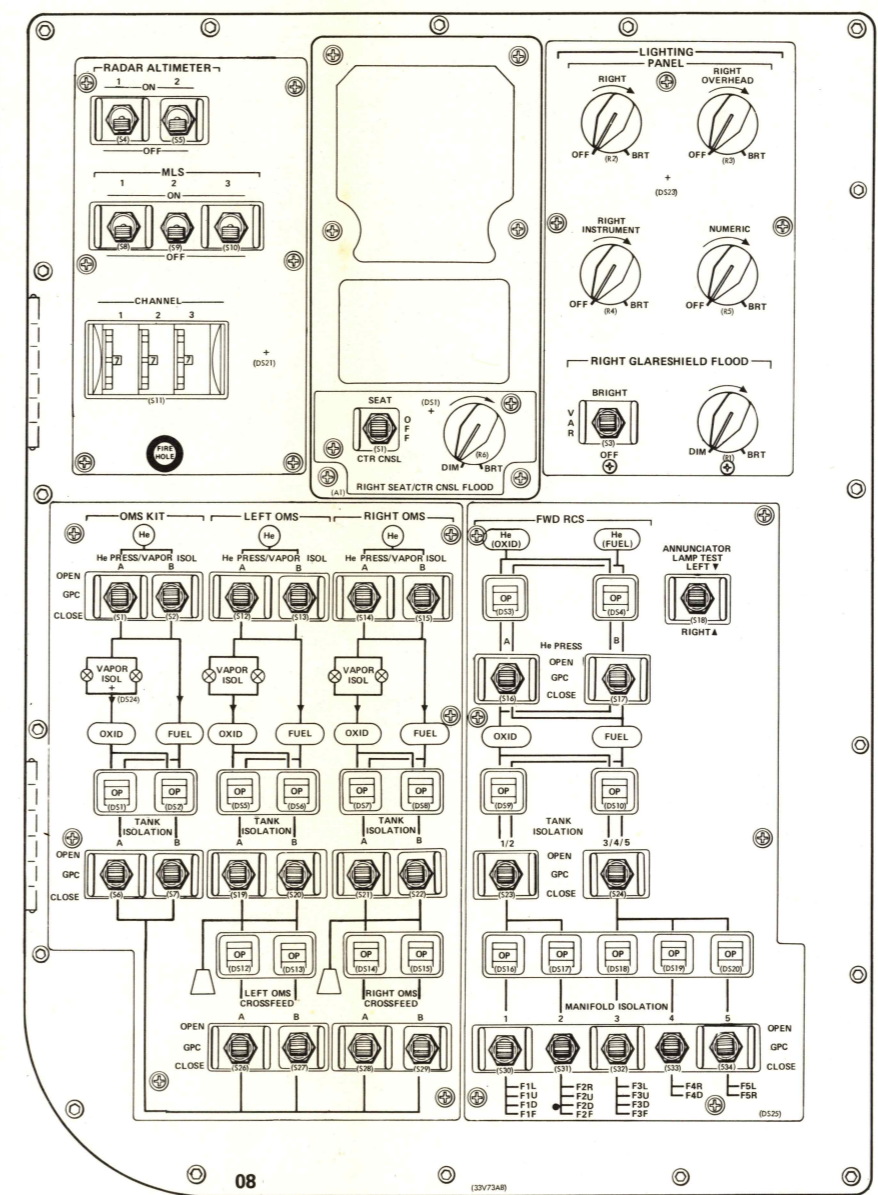 RADAR ALTIMETER
1 ON 2
(S4) (S5)
OFF
MLS
1 2 3
ON
(S8) (S9) (S10)
OFF
CHANNEL
1 2 3
7 7 7
(S11)
+
(DS21)
FIRE
HOLE
SEAT
OFF
(S1)
CTR CNSL
(DS1)
+
(R6)
DIM BRT
(A1)
RIGHT SEAT/CTR CNSL FLOOD
LIGHTING
PANEL
RIGHT
RIGHT
OVERHEAD
OFF (R2) BRT
OFF (R3) BRT
+
(DS23)
RIGHT
INSTRUMENT
NUMERIC
OFF (R4) BRT
OFF (R5) BRT
RIGHT GLARESHIELD FLOOD
BRIGHT
VAR
(S3)
OFF
DIM (R1) BRT
OMS KIT LEFT OMS RIGHT OMS
He He He
He PRESS/VAPOR ISOL He PRESS/VAPOR ISOL He PRESS/VAPOR ISOL
A B A B A B
OPEN
GPC
CLOSE
(S1) (S2) (S12) (S13) (S14) (S15)
VAPOR
ISOL
+
(DS24)
VAPOR
ISOL
VAPOR
ISOL
OXID FUEL OXID FUEL OXID FUEL
OP OP OP OP OP OP
(DS1) (DS2) (DS5) (DS6) (DS7) (DS8)
TANK
ISOLATION
TANK
ISOLATION
TANK
ISOLATION
A B A B A B
OPEN
GPC
CLOSE
(S6) (S7) (S19) (S20) (S21) (S22)
OP OP OP OP
(DS12) (DS13) (DS14) (DS15)
LEFT OMS
CROSSFEED
RIGHT OMS
CROSSFEED
A B A B
OPEN
GPC
CLOSE
(S26) (S27) (S28) (S29)
FWD RCS
He
(OXID)
He
(FUEL)
OP OP
(DS3) (DS4)
A B
He PRESS
OPEN
GPC
CLOSE
(S16) (S17)
ANNUNCIATOR
LAMP TEST
LEFT ▼
(S18)
RIGHT ▲
OXID FUEL
OP OP
(DS9) (DS10)
TANK
ISOLATION
1/2 3/4/5
OPEN
GPC
CLOSE
(S23) (S24)
OP OP OP OP OP
(DS16) (DS17) (DS18) (DS19) (DS20)
MANIFOLD ISOLATION
1 2 3 4 5
OPEN
GPC
CLOSE
(S30) (S31) (S32) (S33) (S34)
F1L F2R F3L F4R F5L
F1U F2U F3U F4D F5R
F1D F2D F3D
F1F F2F F3F
(DS25)
08
(33V73A8)